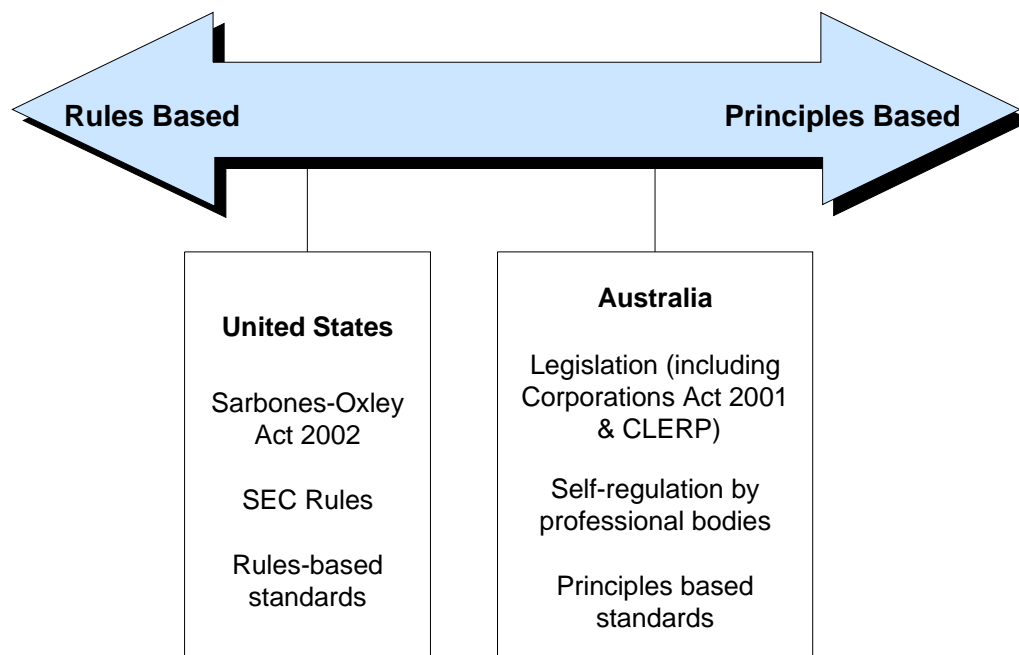 Rules Based
Principles Based
United States
Sarbones-Oxley
Act 2002
SEC Rules
Rules-based
standards
Australia
Legislation (including
Corporations Act 2001
& CLERP)
Self-regulation by
professional bodies
Principles based
standards